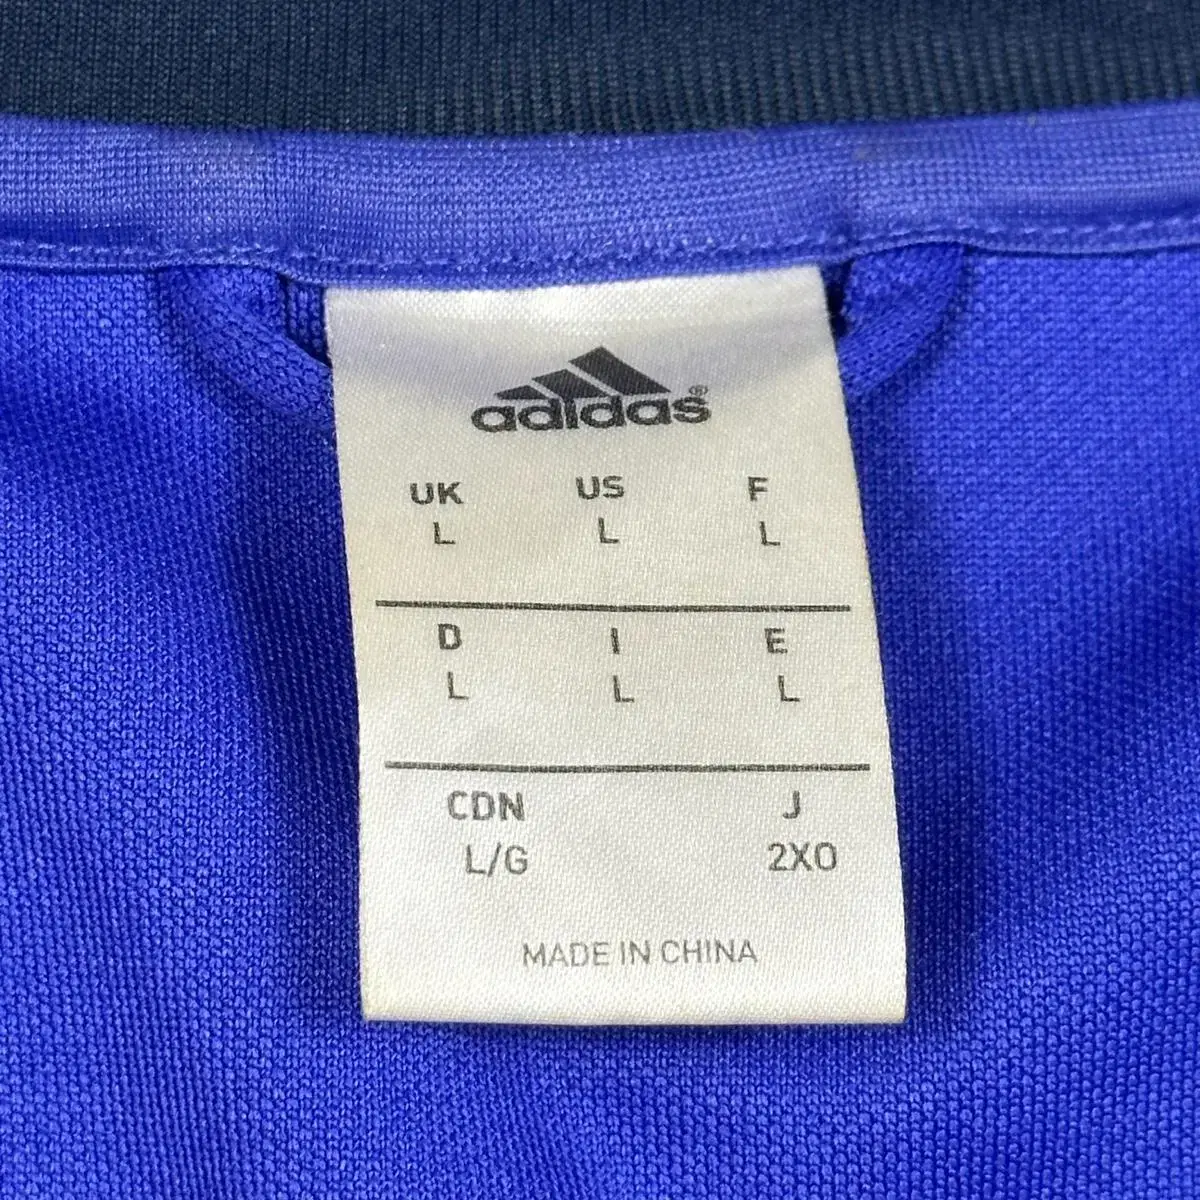 adidas®
UK US F
L L L
D I E
L L L
CDN J
L/G 2XO
MADE IN CHINA